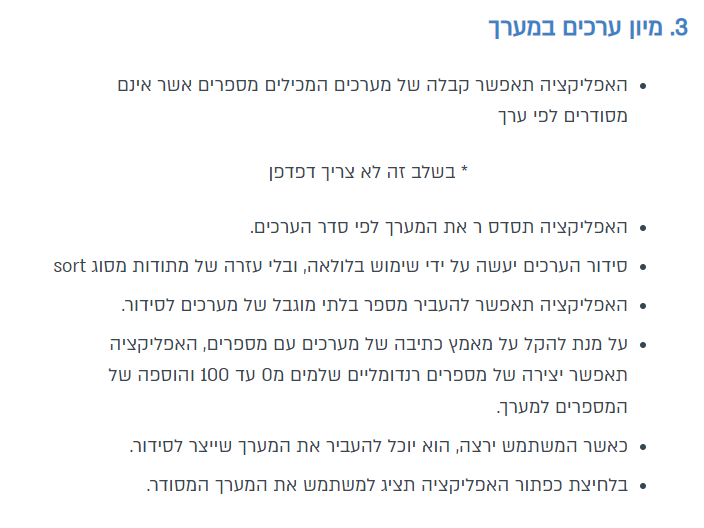 3. מיון ערכים במערך
• האפליקציה תאפשר קבלה של מערכים המכילים מספרים אשר אינם
מסודרים לפי ערך
* בשלב זה לא צריך דפדפן
• האפליקציה תסדס ר את המערך לפי סדר הערכים.
• סידור הערכים יעשה על ידי שימוש בלולאה, ובלי עזרה של מתודות מסוג sort
• האפליקציה תאפשר להעביר מספר בלתי מוגבל של מערכים לסידור.
• על מנת להקל על מאמץ כתיבה של מערכים עם מספרים, האפליקציה
תאפשר יצירה של מספרים רנדומליים שלמים מ0 עד 100 והוספה של
המספרים למערך.
• כאשר המשתמש ירצה, הוא יוכל להעביר את המערך שייצר לסידור.
• בלחיצת כפתור האפליקציה תציג למשתמש את המערך המסודר.